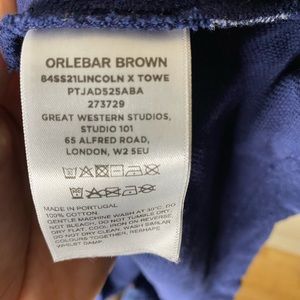 ORLEBAR BROWN
84SS21LINCOLN X TOWE
PTJAD525ABA
273729
GREAT WESTERN STUDIOS,
STUDIO 101
65 ALFRED ROAD,
LONDON, W2 5EU
MADE IN PORTUGAL
100% COTTON.
GENTLE MACHINE WASH AT 30°C. DO
NOT BLEACH. DO NOT TUMBLE DRY.
DRY FLAT. COOL IRON ON REVERSE.
DO NOT DRY CLEAN. WASH SIMILAR
COLOURS TOGETHER. RESHAPE
WHILST DAMP.